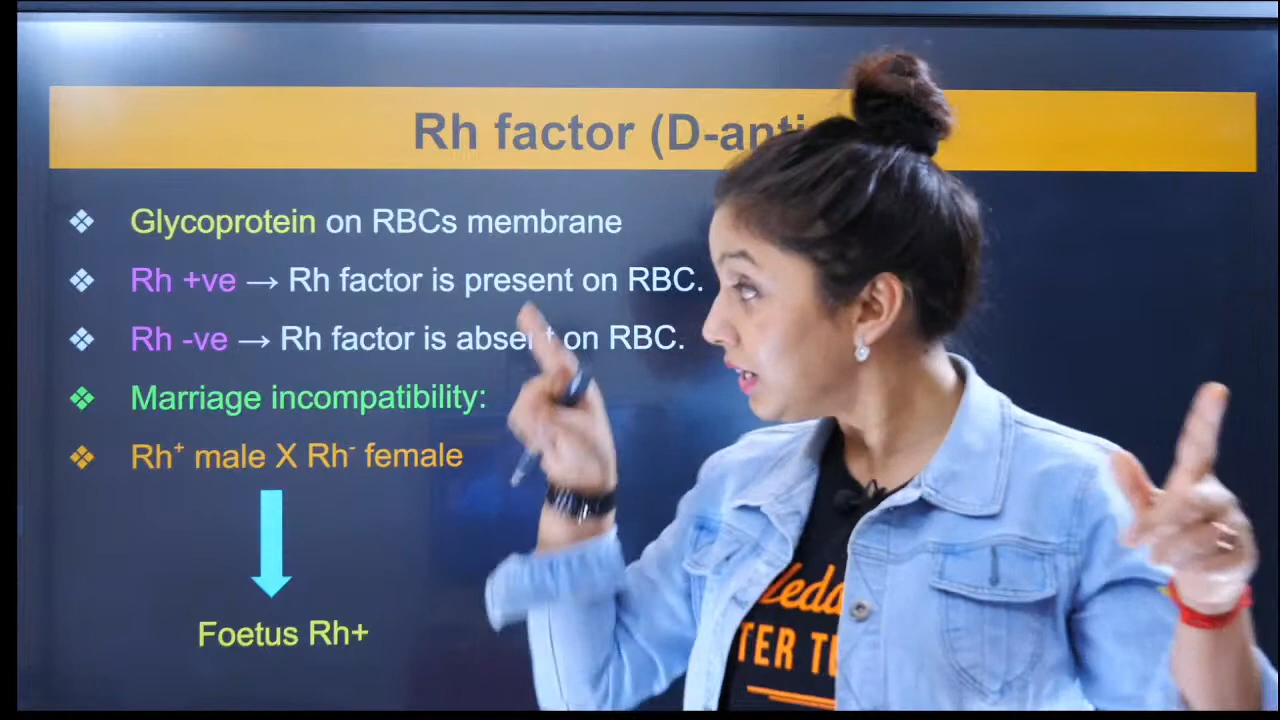 Rh factor (D-anti
❖ Glycoprotein on RBCs membrane
❖ Rh +ve → Rh factor is present on RBC.
❖ Rh -ve → Rh factor is absent on RBC.
❖ Marriage incompatibility:
❖ Rh⁺ male X Rh⁻ female
Foetus Rh+